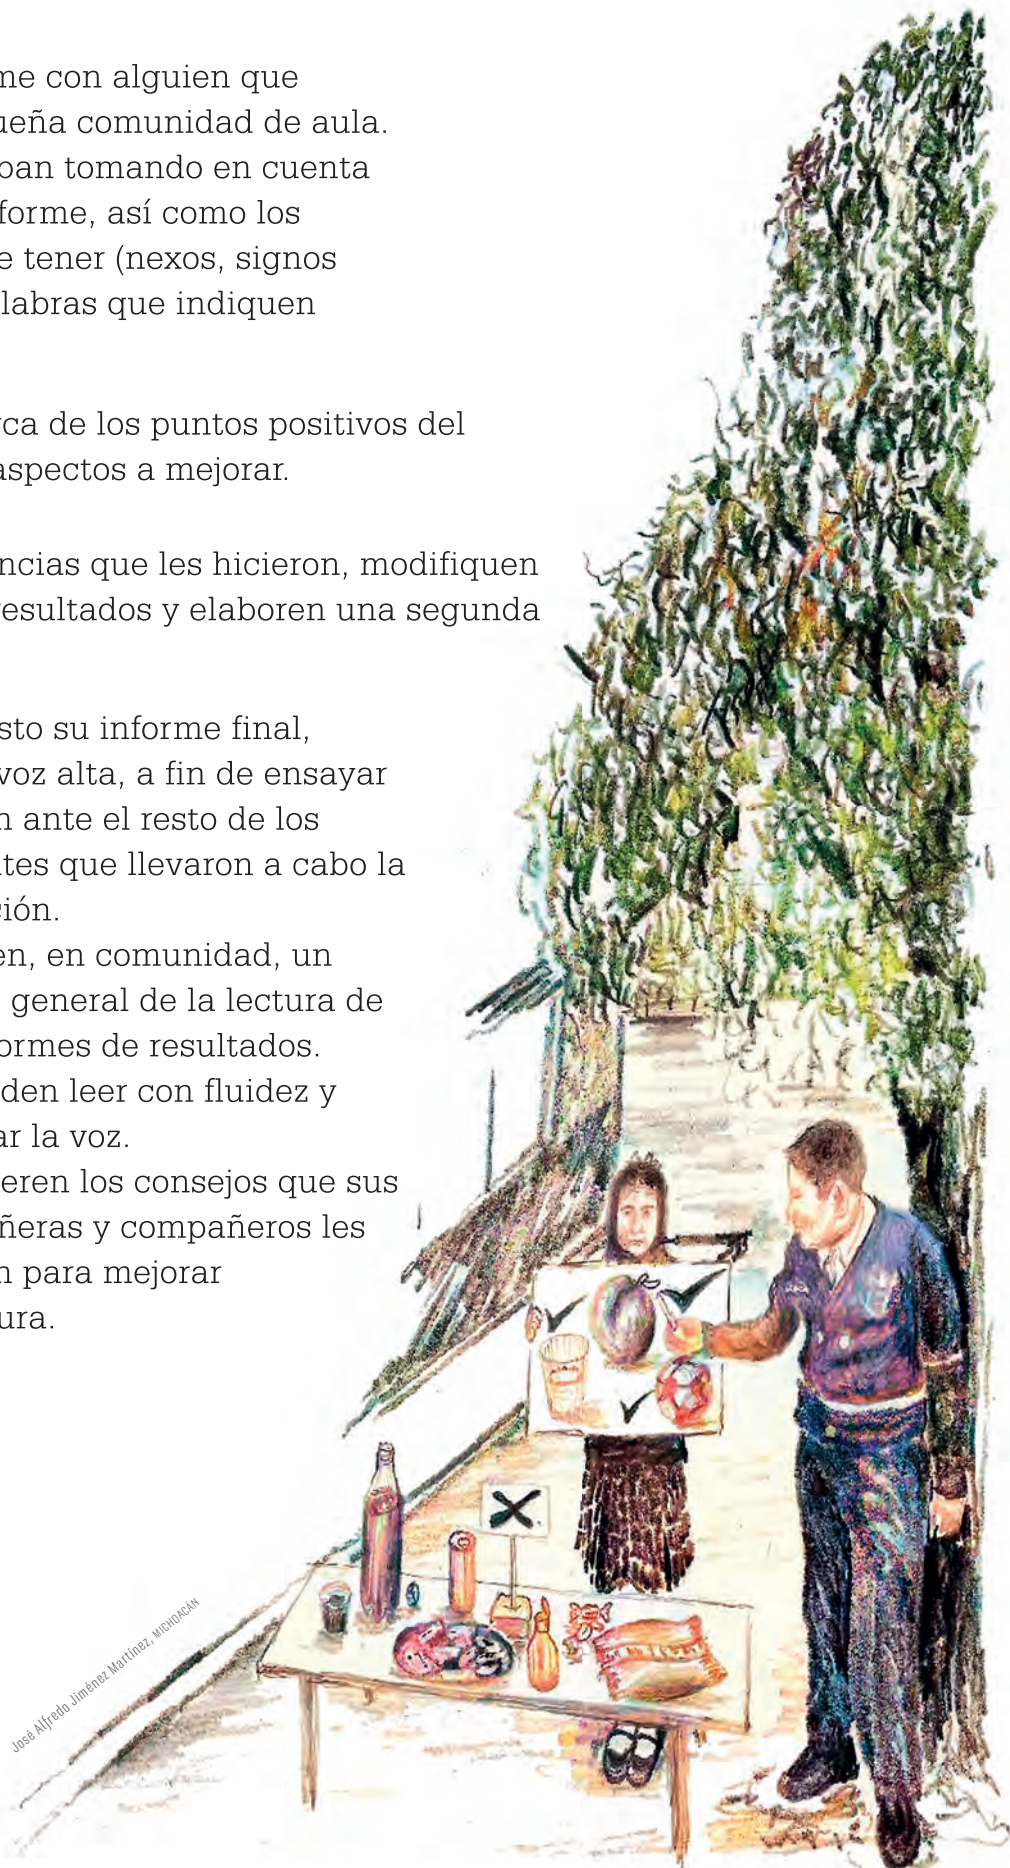 me con alguien que
ueña comunidad de aula.
ban tomando en cuenta
forme, así como los
e tener (nexos, signos
labras que indiquen
ca de los puntos positivos del
aspectos a mejorar.
ncias que les hicieron, modifiquen
resultados y elaboren una segunda
sto su informe final,
voz alta, a fin de ensayar
n ante el resto de los
tes que llevaron a cabo la
ción.
en, en comunidad, un
general de la lectura de
ormes de resultados.
den leer con fluidez y
ar la voz.
eren los consejos que sus
ñeras y compañeros les
n para mejorar
ura.
José Alfredo Jiménez Martínez, MICHOACÁN